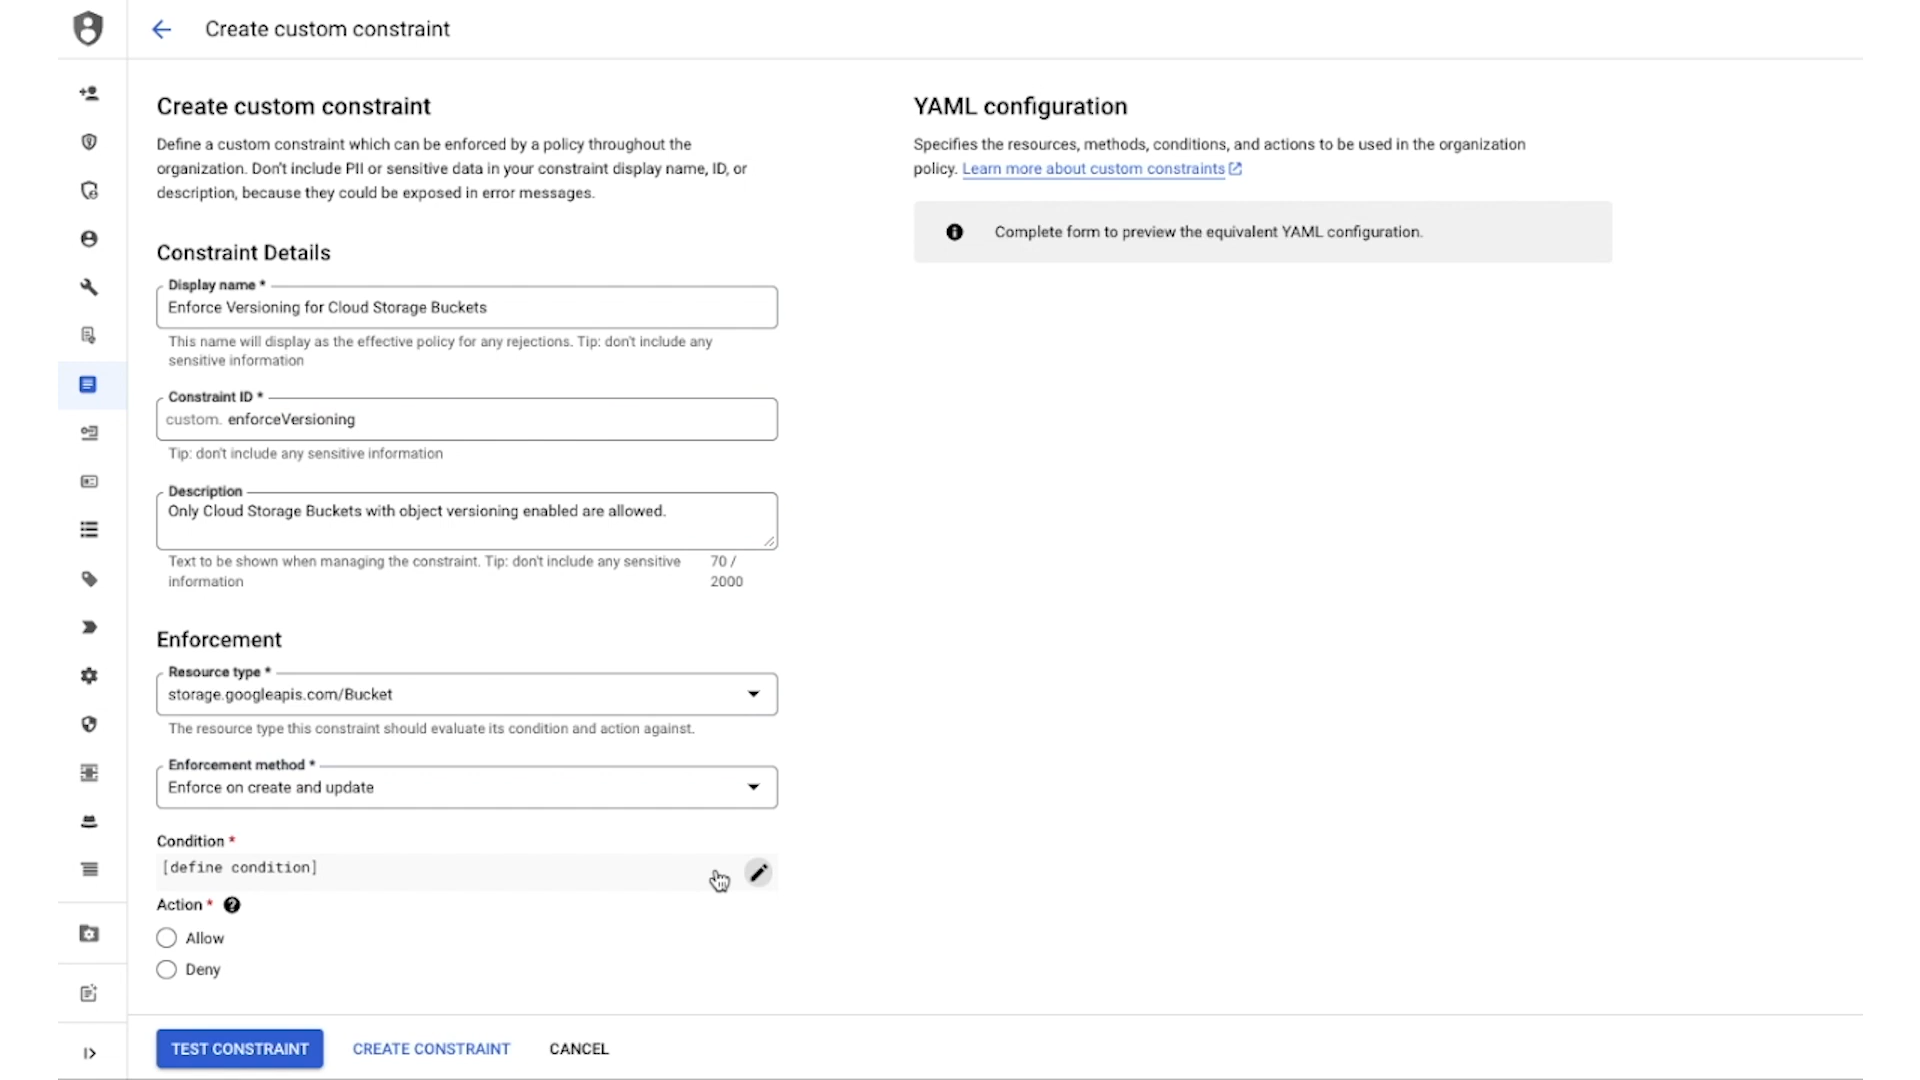 Create custom constraint
Create custom constraint
Define a custom constraint which can be enforced by a policy throughout the
organization. Don't include PII or sensitive data in your constraint display name, ID, or
description, because they could be exposed in error messages.
Constraint Details
Display name *
Enforce Versioning for Cloud Storage Buckets
This name will display as the effective policy for any rejections. Tip: don't include any
sensitive information
Constraint ID *
custom. enforceVersioning
Tip: don't include any sensitive information
Description
Only Cloud Storage Buckets with object versioning enabled are allowed.
Text to be shown when managing the constraint. Tip: don't include any sensitive
information
70 /
2000
Enforcement
Resource type *
storage.googleapis.com/Bucket
The resource type this constraint should evaluate its condition and action against.
Enforcement method *
Enforce on create and update
Condition *
[define condition]
Action *
Allow
Deny
TEST CONSTRAINT CREATE CONSTRAINT CANCEL
YAML configuration
Specifies the resources, methods, conditions, and actions to be used in the organization
policy. Learn more about custom constraints
Complete form to preview the equivalent YAML configuration.